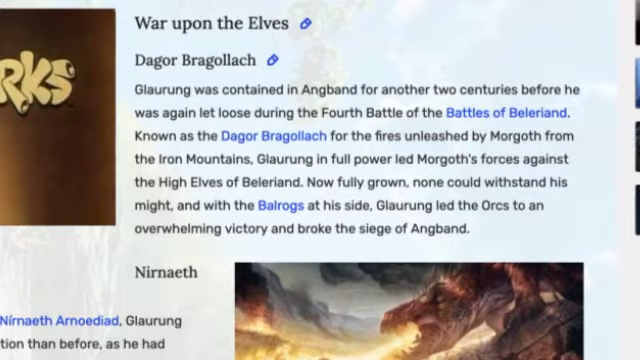 RKS
War upon the Elves
Dagor Bragollach
Glaurung was contained in Angband for another two centuries before he
was again let loose during the Fourth Battle of the Battles of Beleriand.
Known as the Dagor Bragollach for the fires unleashed by Morgoth from
the Iron Mountains, Glaurung in full power led Morgoth's forces against
the High Elves of Beleriand. Now fully grown, none could withstand his
might, and with the Balrogs at his side, Glaurung led the Orcs to an
overwhelming victory and broke the siege of Angband.
Nirnaeth
Nírnaeth Arnoediad, Glaurung
tion than before, as he had